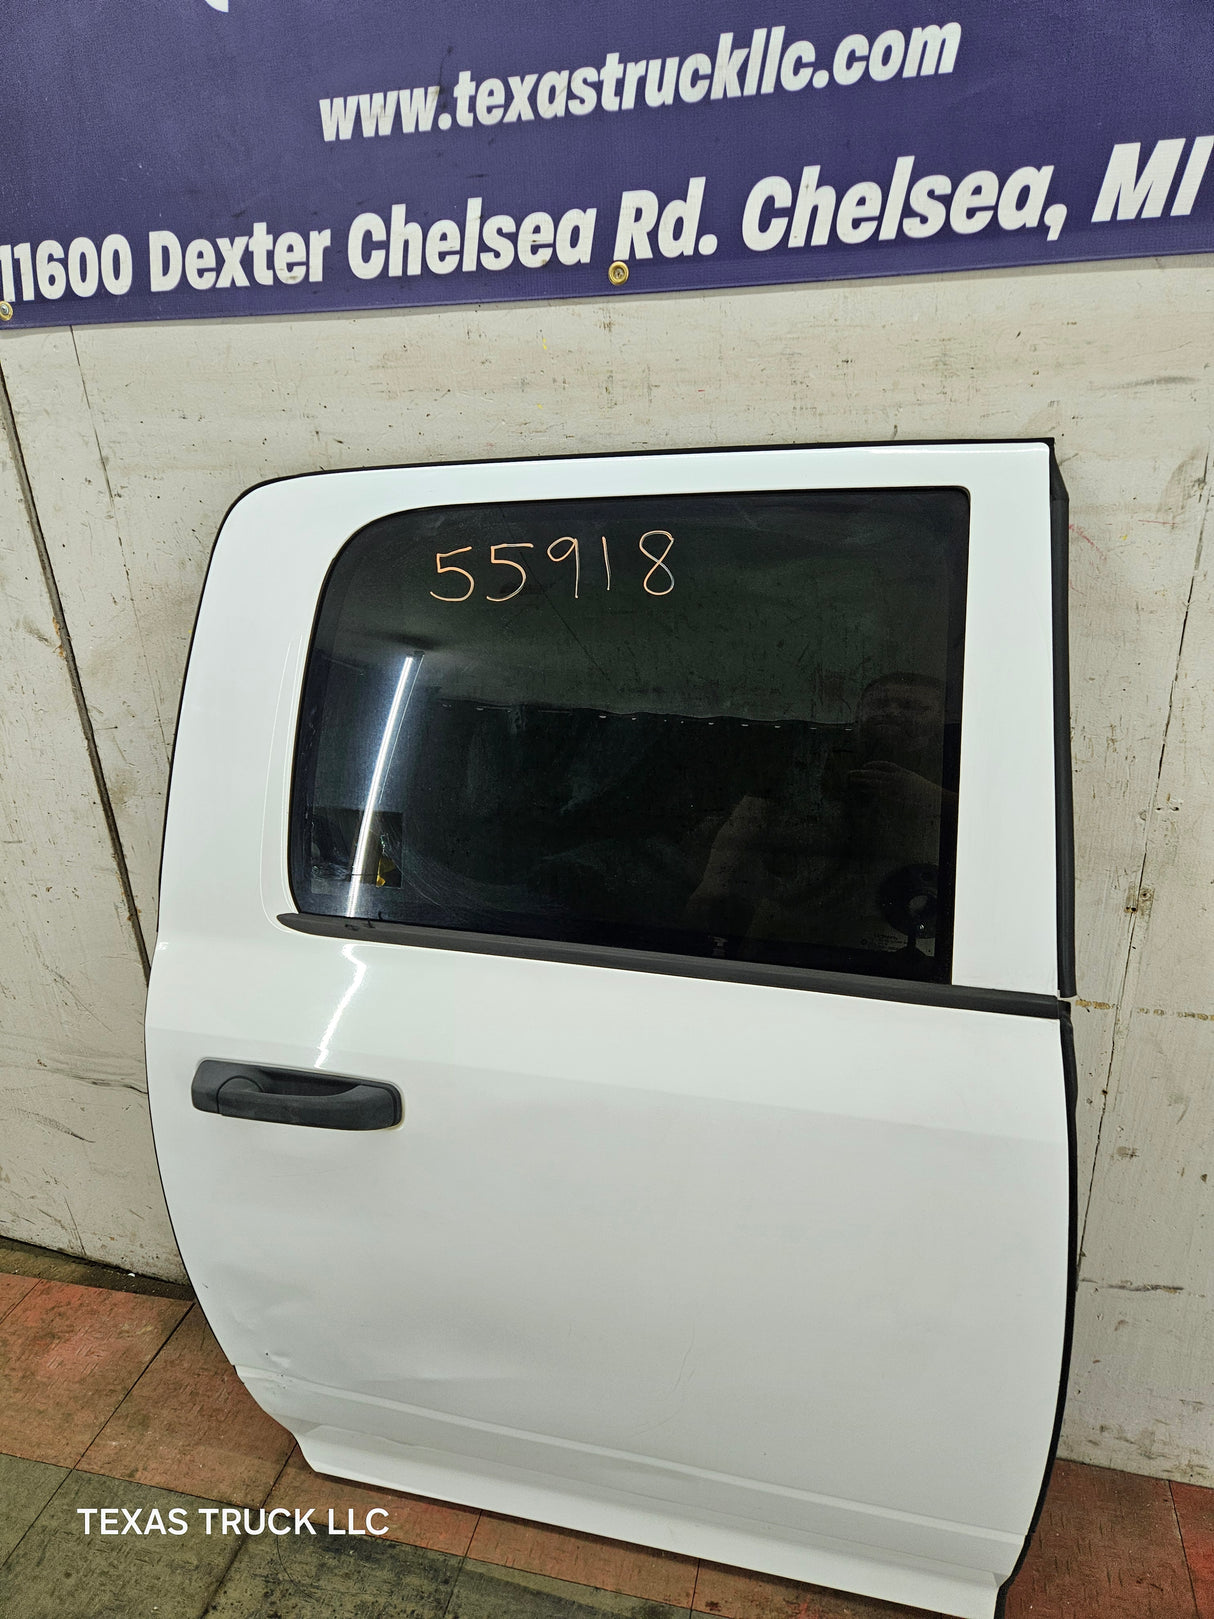 www.texastruckllc.com
11600 Dexter Chelsea Rd. Chelsea, MI
55918
TEXAS TRUCK LLC